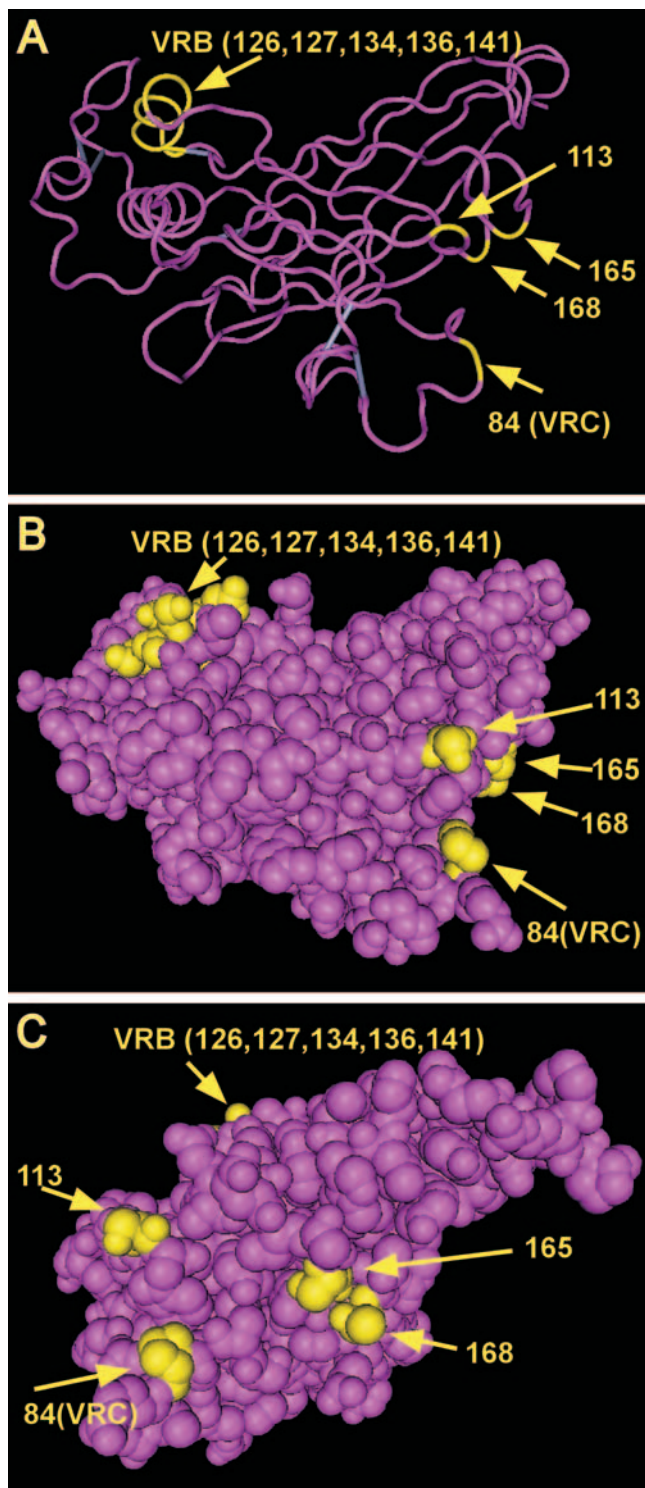 A
VRB (126,127,134,136,141)
113
165
168
84 (VRC)
B
VRB (126,127,134,136,141)
113
165
168
84(VRC)
C
VRB (126,127,134,136,141)
113
165
168
84(VRC)